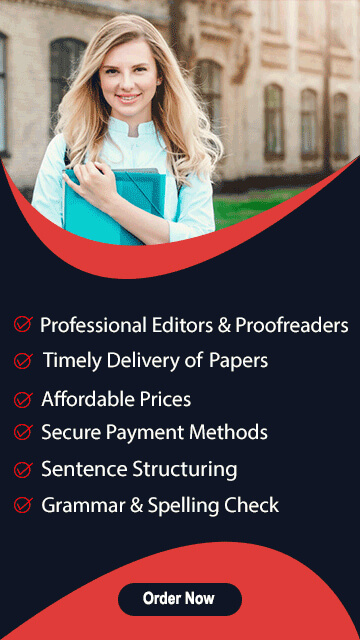 Professional Editors & Proofreaders
Timely Delivery of Papers
Affordable Prices
Secure Payment Methods
Sentence Structuring
Grammar & Spelling Check
Order Now